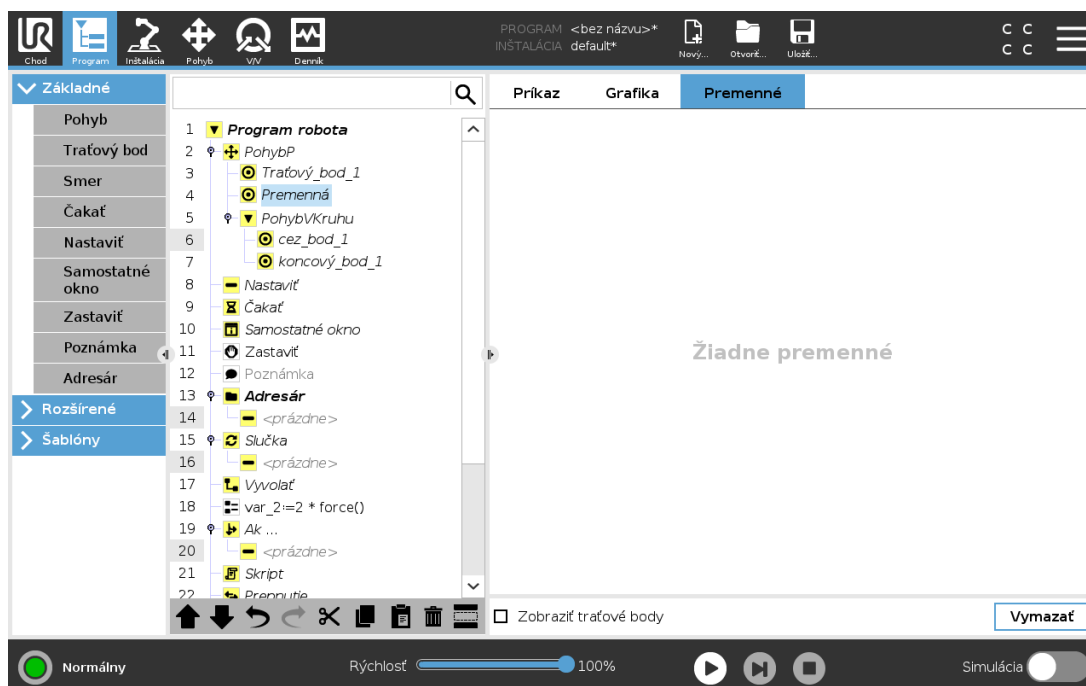 PROGRAM <bez názvu>*
INŠTALÁCIA default*
Chod
Program
Inštalácia
Pohyb
V/V
Denník
Nový...
Otvoriť...
Uložiť...
C C
C C
Základné
Pohyb
Traťový bod
Smer
Čakať
Nastaviť
Samostatné
okno
Zastaviť
Poznámka
Adresár
Rozšírené
Šablóny
1 Program robota
2 PohybP
3 Traťový_bod_1
4 Premenná
5 PohybVKruhu
6 cez_bod_1
7 koncový_bod_1
8 Nastaviť
9 Čakať
10 Samostatné okno
11 Zastaviť
12 Poznámka
13 Adresár
14 <prázdne>
15 Slučka
16 <prázdne>
17 Vyvolať
18 var_2:=2 * force()
19 Ak ...
20 <prázdne>
21 Skript
22 Prepnutie
Príkaz
Grafika
Premenné
Žiadne premenné
Zobraziť traťové body
Vymazať
Normálny
Rýchlosť
100%
Simulácia